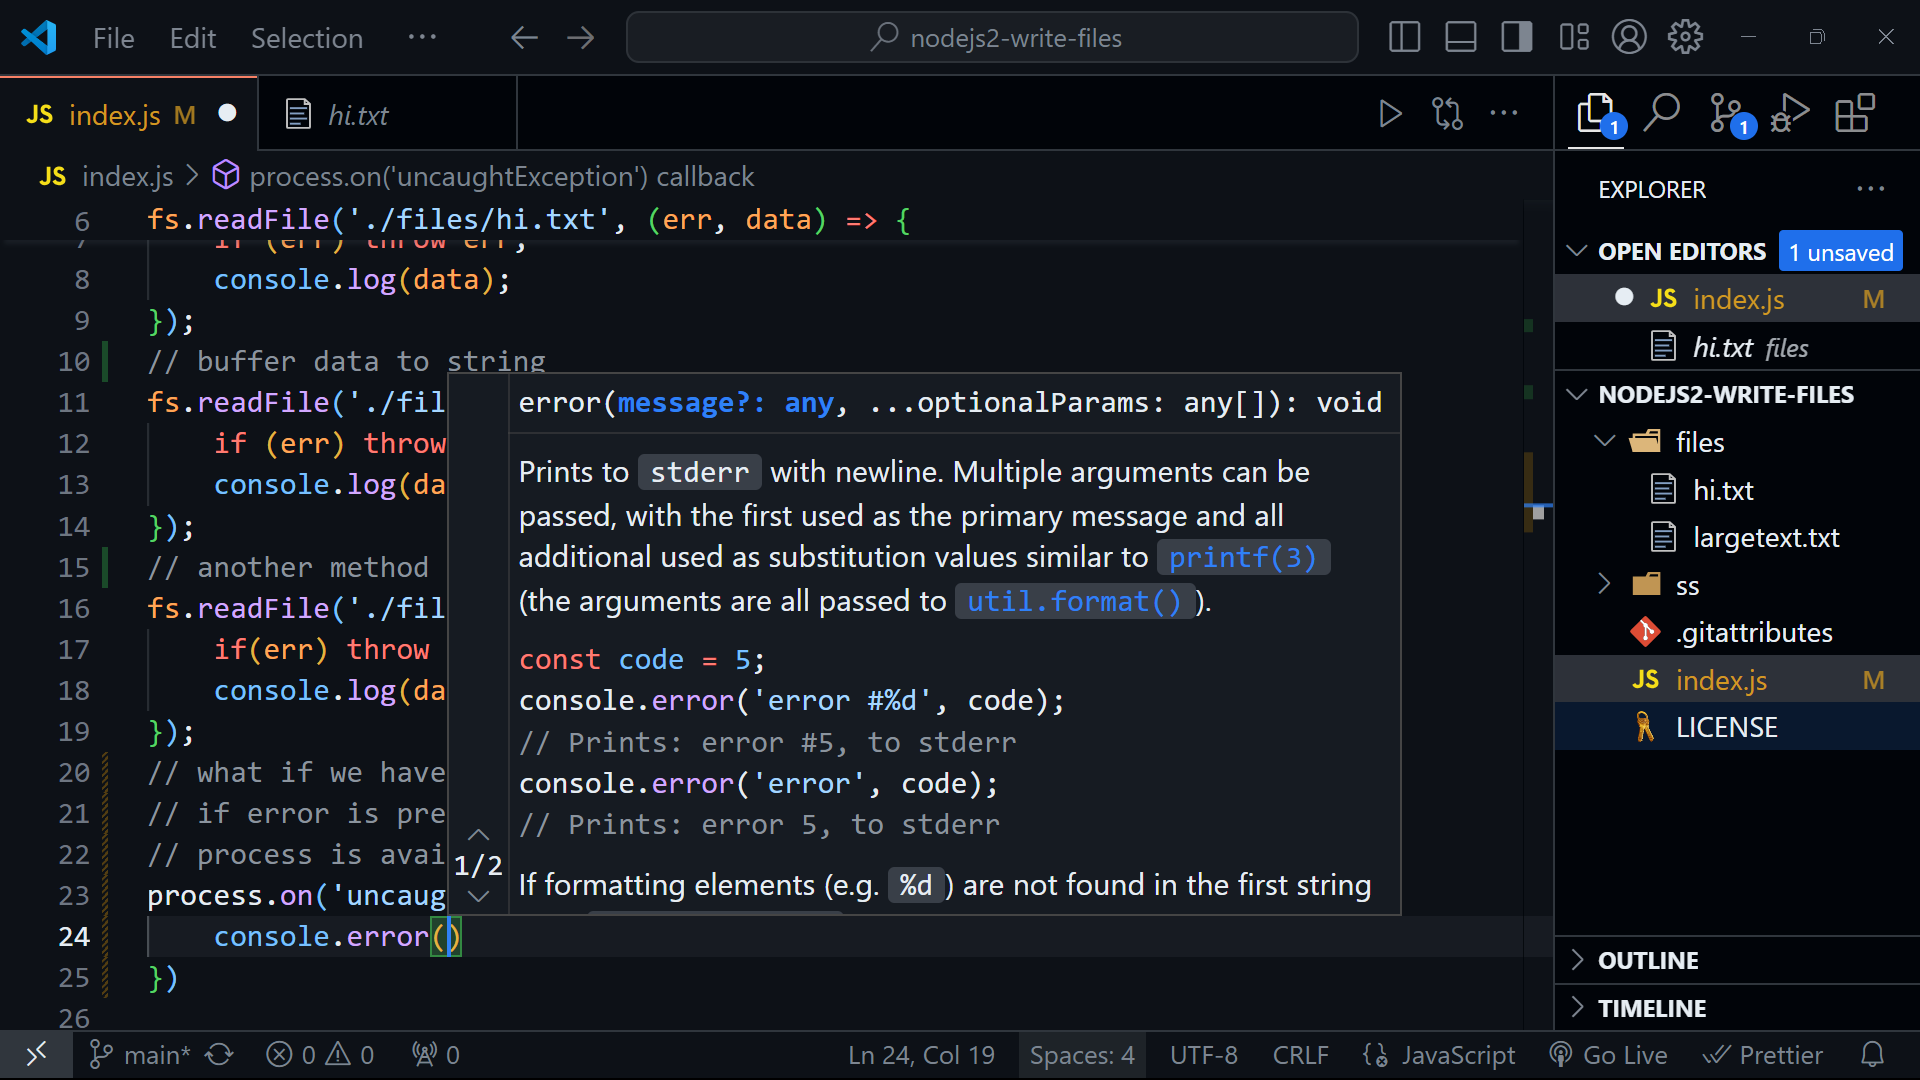 File Edit Selection ··· nodejs2-write-files
JS index.js M hi.txt ···
JS index.js > process.on('uncaughtException') callback
6 fs.readFile('./files/hi.txt', (err, data) => {
7 if (err) throw err;
8 console.log(data);
9 });
10 // buffer data to string
11 fs.readFile('./fil
12 if (err) throw
13 console.log(da
14 });
15 // another method
16 fs.readFile('./fil
17 if(err) throw
18 console.log(da
19 });
20 // what if we have
21 // if error is pre
22 // process is avai
23 process.on('uncaug
24 console.error()
25 })
26
error(message?: any, ...optionalParams: any[]): void
Prints to stderr with newline. Multiple arguments can be
passed, with the first used as the primary message and all
additional used as substitution values similar to printf(3)
(the arguments are all passed to util.format()).
const code = 5;
console.error('error #%d', code);
// Prints: error #5, to stderr
console.error('error', code);
// Prints: error 5, to stderr
If formatting elements (e.g. %d) are not found in the first string
1/2
1 1
EXPLORER ···
OPEN EDITORS 1 unsaved
JS index.js M
hi.txt files
NODEJS2-WRITE-FILES
files
hi.txt
largetext.txt
ss
.gitattributes
JS index.js M
LICENSE
OUTLINE
TIMELINE
main* 0 0 0 Ln 24, Col 19 Spaces: 4 UTF-8 CRLF JavaScript Go Live Prettier